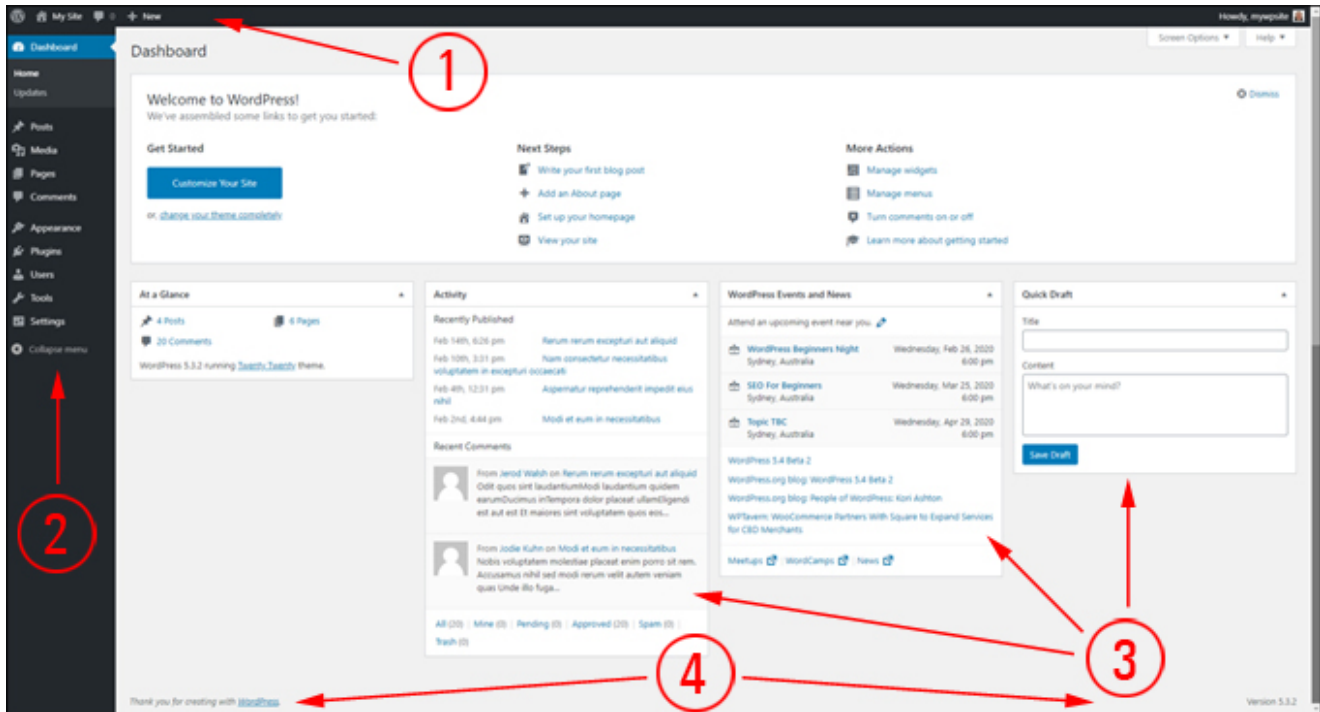 My Site 0 + New
Howdy, mywpsite
Screen Options ▼ Help ▼
Dashboard
Home
Updates
Posts
Media
Pages
Comments
Appearance
Plugins
Users
Tools
Settings
Collapse menu
Dashboard
Welcome to WordPress!
We've assembled some links to get you started:
Dismiss
Get Started
Customize Your Site
or, change your theme completely
Next Steps
Write your first blog post
Add an About page
Set up your homepage
View your site
More Actions
Manage widgets
Manage menus
Turn comments on or off
Learn more about getting started
At a Glance
4 Posts 6 Pages
20 Comments
WordPress 5.3.2 running Twenty Twenty theme.
Activity
Recently Published
Feb 14th, 6:26 pm Rerum rerum excepturi aut aliquid
Feb 10th, 3:31 pm Nam consectetur necessitatibus
voluptatem in excepturi occaecati
Feb 4th, 12:31 pm Aspernatur reprehenderit impedit eius
nihil
Feb 2nd, 4:44 pm Modi et eum in necessitatibus
Recent Comments
From Jerod Walsh on Rerum rerum excepturi aut aliquid
Odit quos sint laudantiumModi laudantium quidem
earumDucimus inTempora dolor placeat ullamEligendi
est aut est Et maiores sint voluptatem quos eos...
From Jodie Kuhn on Modi et eum in necessitatibus
Nobis voluptatem molestiae placeat enim porro sit rem.
Accusamus nihil sed modi rerum velit autem veniam
quas Unde illo fuga...
All (20) | Mine (0) | Pending (0) | Approved (20) | Spam (0) |
Trash (0)
WordPress Events and News
Attend an upcoming event near you.
WordPress Beginners Night Wednesday, Feb 26, 2020
Sydney, Australia 6:00 pm
SEO For Beginners Wednesday, Mar 25, 2020
Sydney, Australia 6:00 pm
Topic TBC Wednesday, Apr 29, 2020
Sydney, Australia 6:00 pm
WordPress 5.4 Beta 2
WordPress.org blog: WordPress 5.4 Beta 2
WordPress.org blog: People of WordPress: Kori Ashton
WPTavern: WooCommerce Partners With Square to Expand Services
for CBD Merchants
Meetups | WordCamps | News
Quick Draft
Title
Content
What's on your mind?
Save Draft
Thank you for creating with WordPress.
Version 5.3.2
1
2
3
4